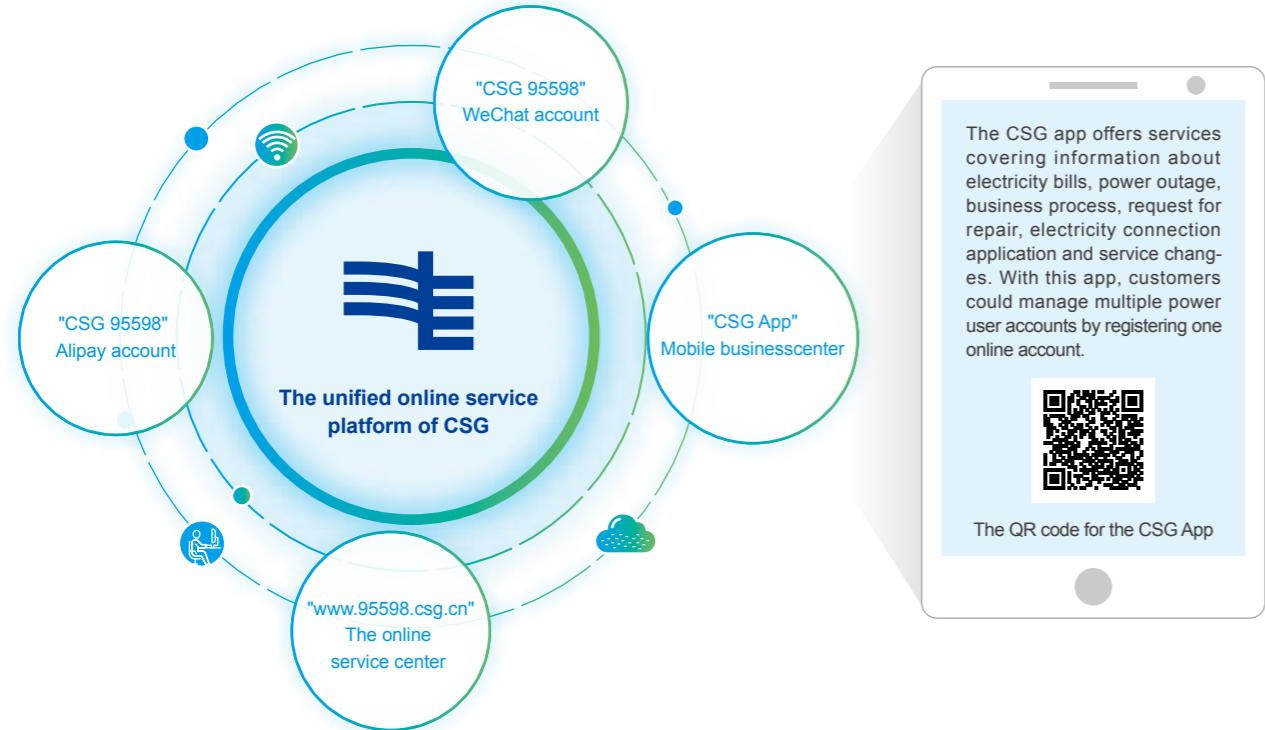 "CSG 95598"
WeChat account
"CSG 95598"
Alipay account
The unified online service
platform of CSG
"CSG App"
Mobile businesscenter
"www.95598.csg.cn"
The online
service center
The CSG app offers services
covering information about
electricity bills, power outage,
business process, request for
repair, electricity connection
application and service chang-
es. With this app, customers
could manage multiple power
user accounts by registering one
online account.
The QR code for the CSG App